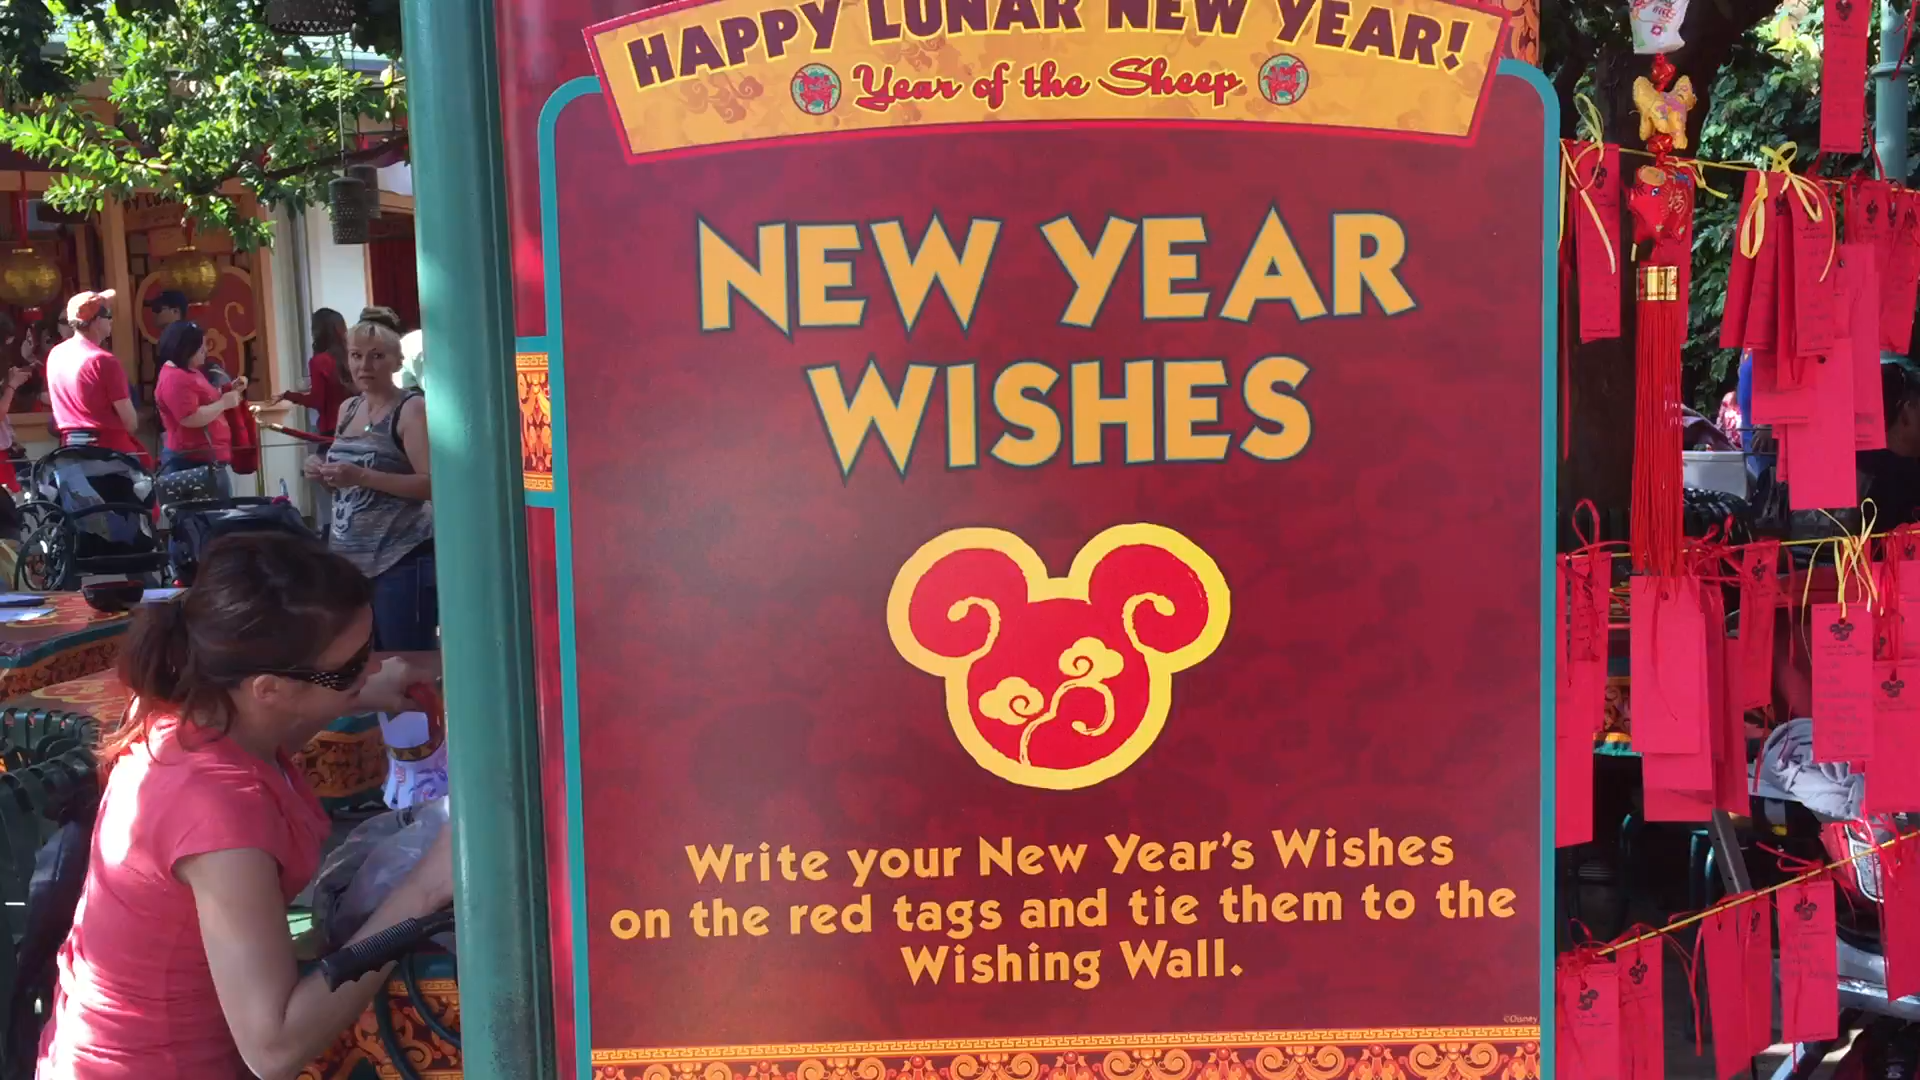 HAPPY LUNAR NEW YEAR!
Year of the Sheep
NEW YEAR
WISHES
Write your New Year's Wishes
on the red tags and tie them to the
Wishing Wall.
©Disney